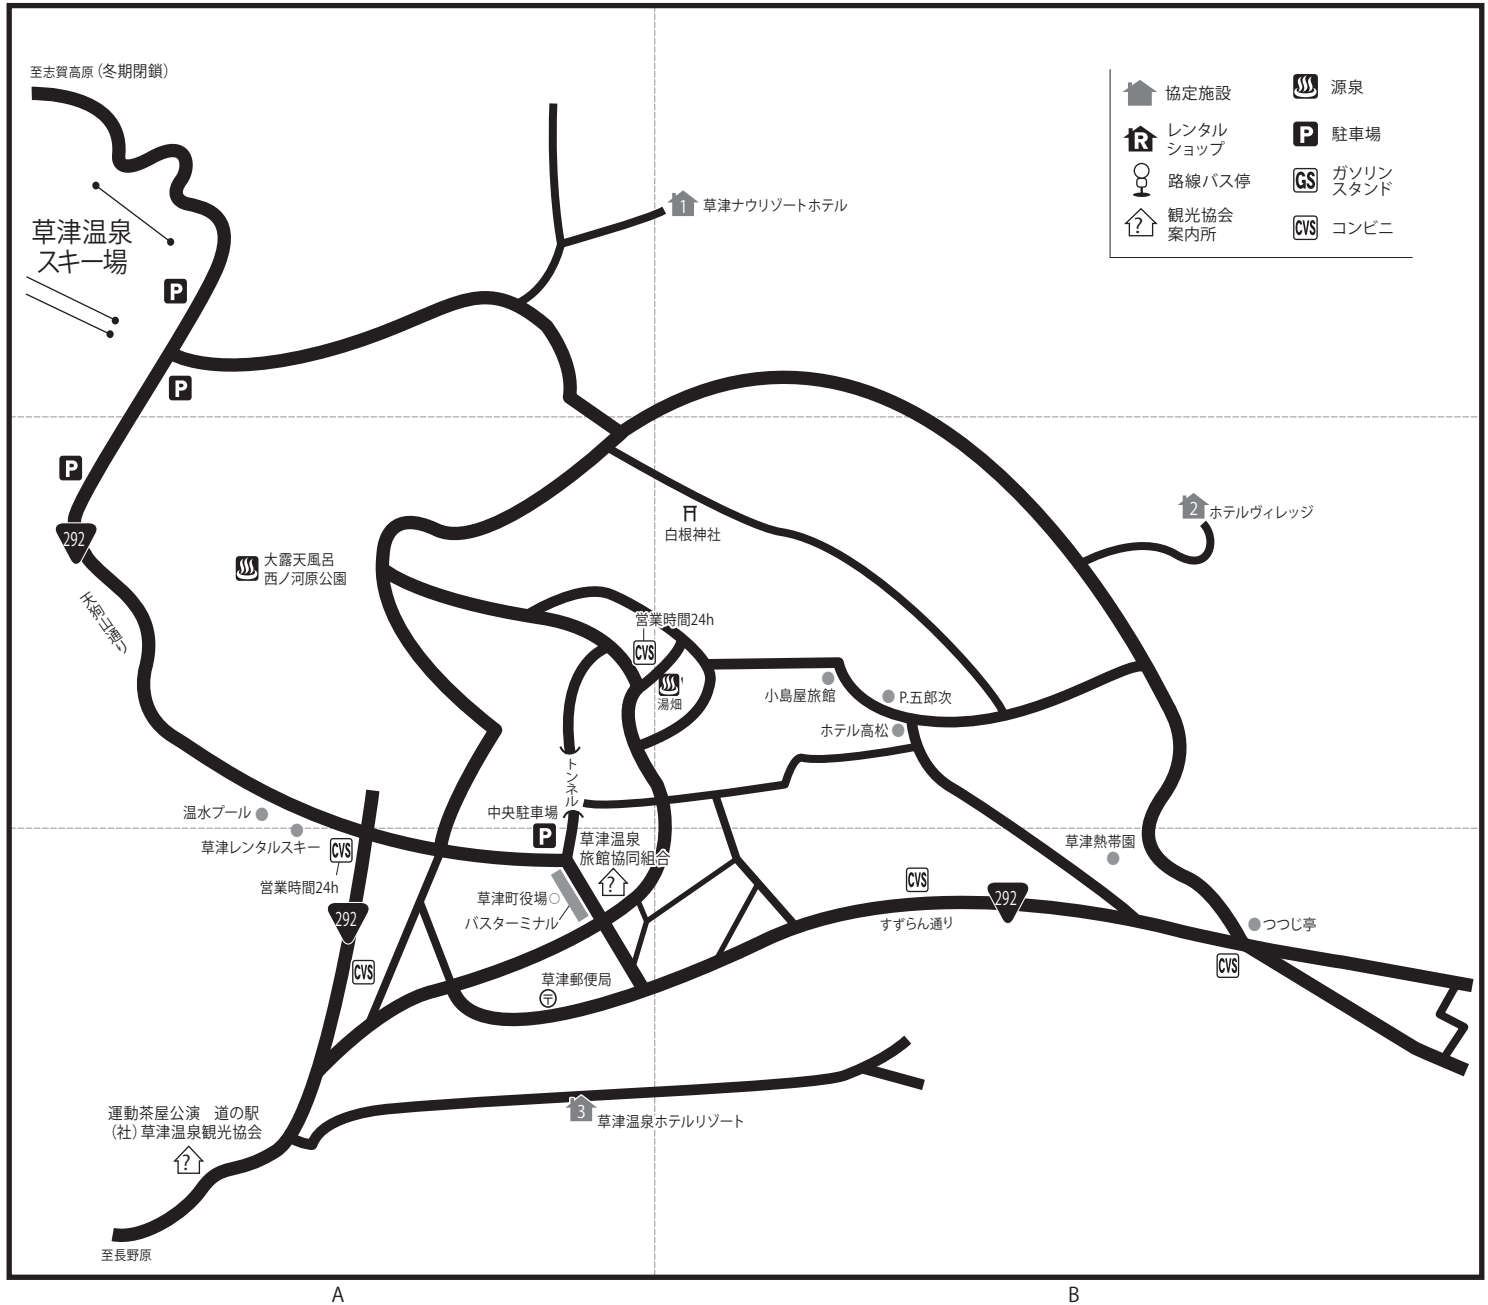 至志賀高原（冬期閉鎖）
草津温泉
スキー場
P
P
P
1
草津ナウリゾートホテル
協定施設
R
レンタル
ショップ
路線バス停
?
観光協会
案内所
源泉
P
駐車場
GS
ガソリン
スタンド
CVS
コンビニ
292
天狗山通り
大露天風呂
西ノ河原公園
白根神社
2
ホテルヴィレッジ
営業時間24h
CVS
湯畑
小島屋旅館
P.五郎次
ホテル高松
トンネル
中央駐車場
P
温水プール
草津レンタルスキー
CVS
営業時間24h
292
CVS
草津温泉
旅館協同組合
?
草津町役場
バスターミナル
草津郵便局
〒
CVS
すずらん通り
292
草津熱帯園
つつじ亭
CVS
3
草津温泉ホテルリゾート
運動茶屋公演　道の駅
（社）草津温泉観光協会
?
至長野原
A
B